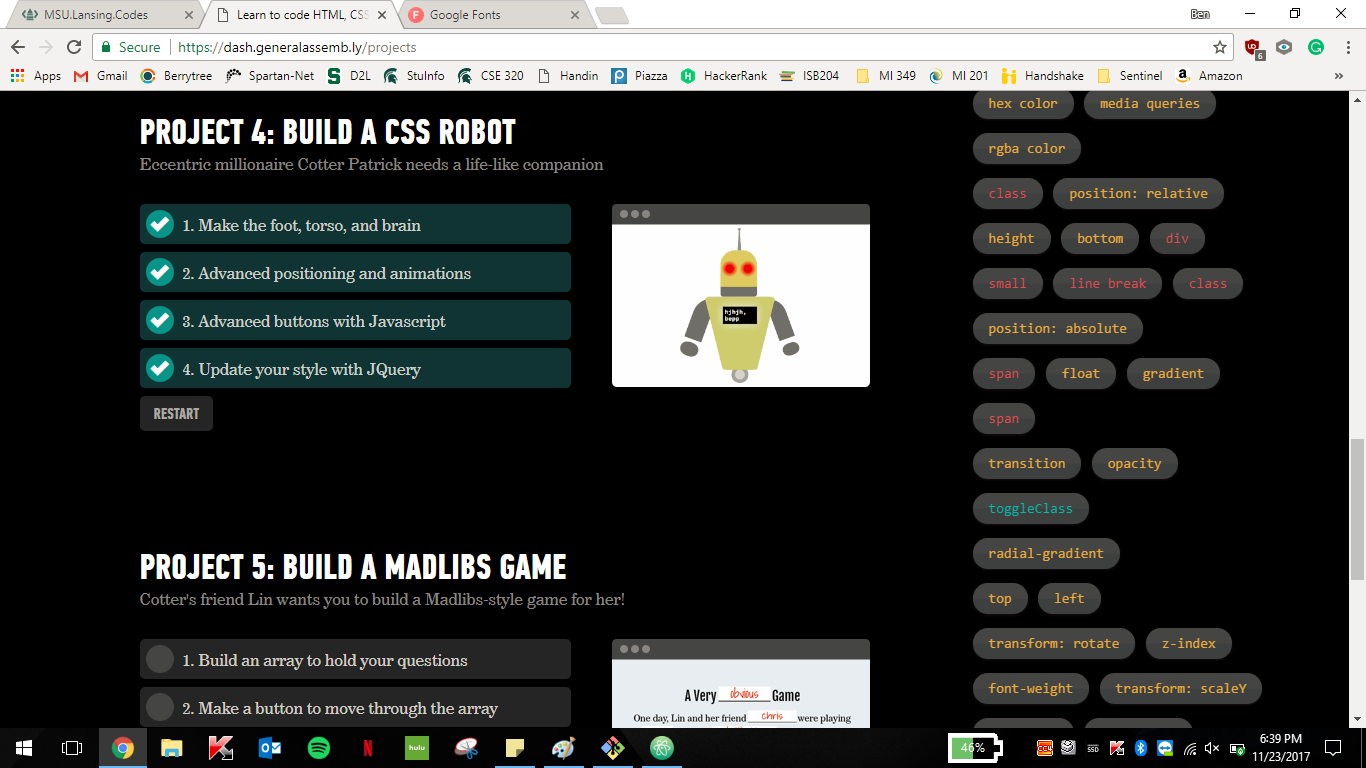 MSU.Lansing.Codes
Learn to code HTML, CSS
Google Fonts
Ben
Secure
https://dash.generalassemb.ly/projects
6
Apps
Gmail
Berrytree
Spartan-Net
D2L
StuInfo
CSE 320
Handin
Piazza
HackerRank
ISB204
MI 349
MI 201
Handshake
Sentinel
Amazon
»
PROJECT 4: BUILD A CSS ROBOT
Eccentric millionaire Cotter Patrick needs a life-like companion
1. Make the foot, torso, and brain
2. Advanced positioning and animations
3. Advanced buttons with Javascript
4. Update your style with JQuery
RESTART
hjhjh,
bepp
PROJECT 5: BUILD A MADLIBS GAME
Cotter's friend Lin wants you to build a Madlibs-style game for her!
1. Build an array to hold your questions
2. Make a button to move through the array
A Very obvious Game
One day, Lin and her friend chris were playing
hex color media queries
rgba color
class position: relative
height bottom div
small line break class
position: absolute
span float gradient
span
transition opacity
toggleClass
radial-gradient
top left
transform: rotate z-index
font-weight transform: scaleY
hulu
46%
SSD
6:39 PM
11/23/2017